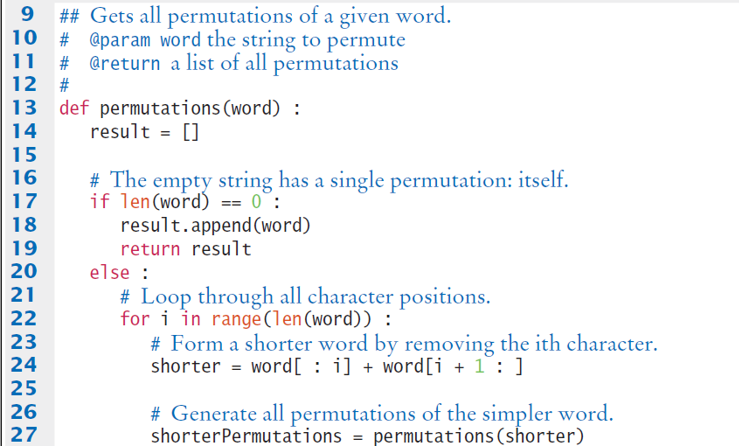 9 ## Gets all permutations of a given word.
10 # @param word the string to permute
11 # @return a list of all permutations
12 #
13 def permutations(word) :
14 result = []
15
16 # The empty string has a single permutation: itself.
17 if len(word) == 0 :
18 result.append(word)
19 return result
20 else :
21 # Loop through all character positions.
22 for i in range(len(word)) :
23 # Form a shorter word by removing the ith character.
24 shorter = word[ : i] + word[i + 1 : ]
25
26 # Generate all permutations of the simpler word.
27 shorterPermutations = permutations(shorter)